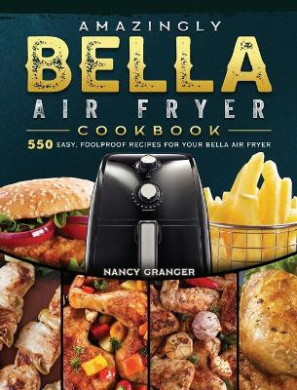 AMAZINGLY
BELLA
AIR FRYER
COOKBOOK
550 EASY, FOOLPROOF RECIPES FOR YOUR BELLA AIR FRYER
NANCY GRANGER